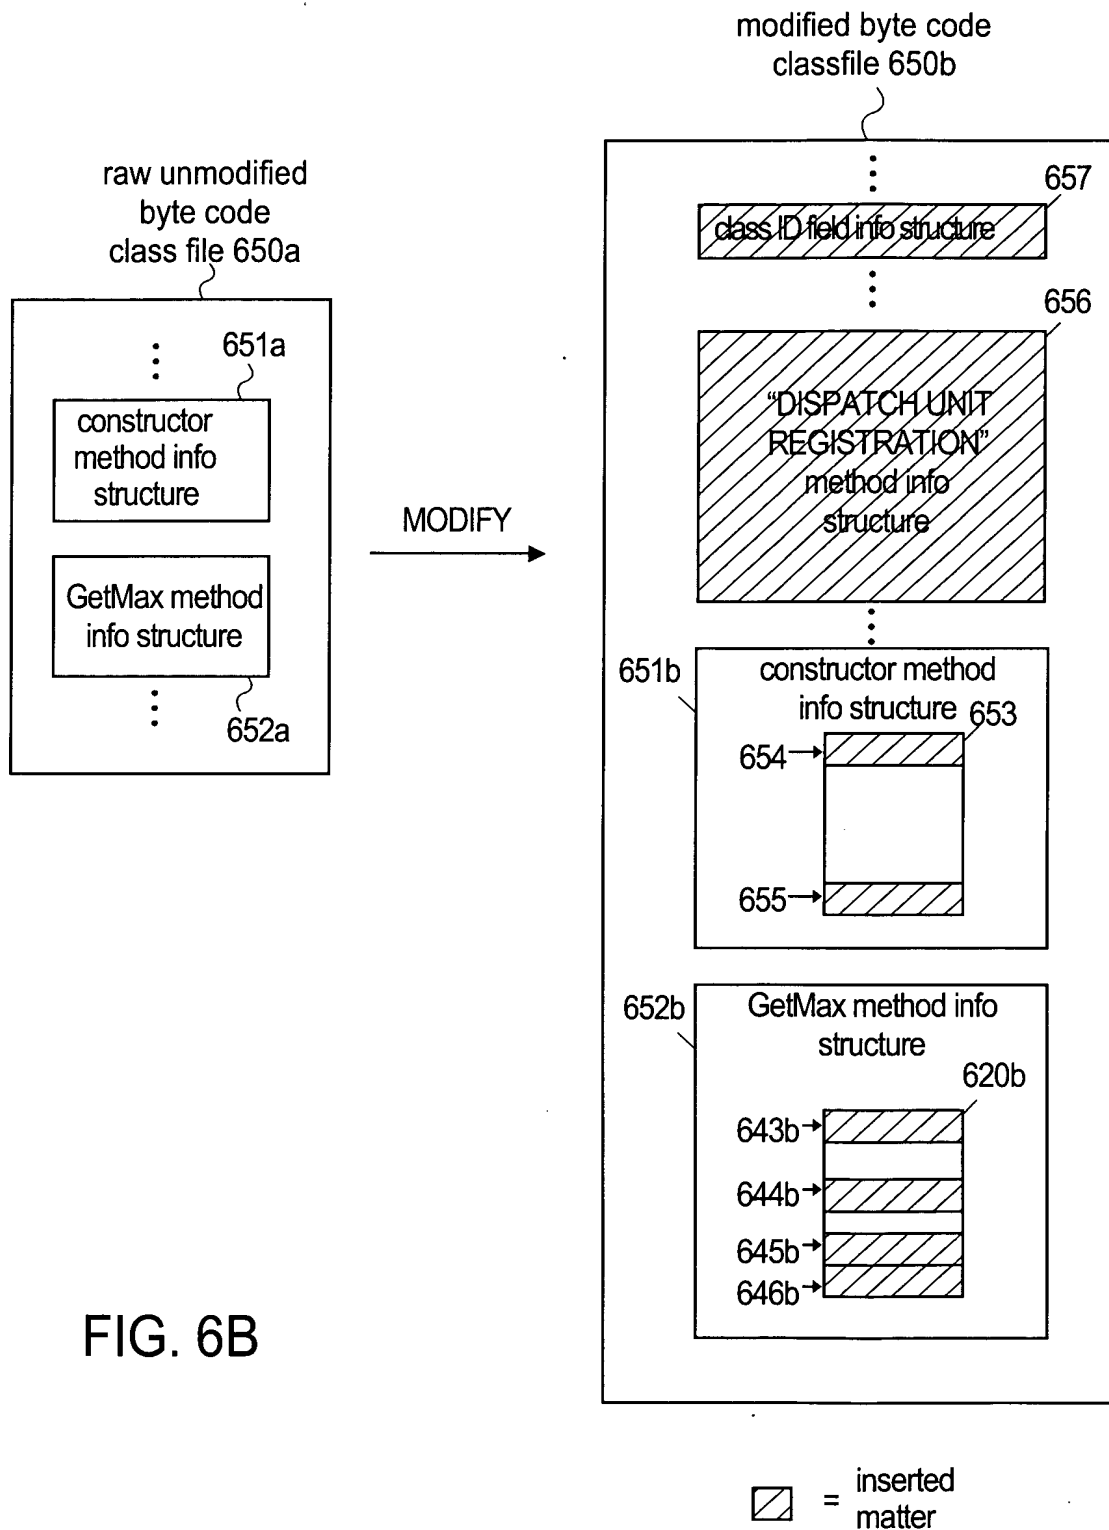 modified byte code
classfile 650b
raw unmodified
byte code
class file 650a
651a
constructor
method info
structure
GetMax method
info structure
652a
MODIFY
657
class ID field info structure
656
“DISPATCH UNIT
REGISTRATION”
method info
structure
651b
constructor method
info structure
653
654
655
652b
GetMax method info
structure
620b
643b
644b
645b
646b
FIG. 6B
= inserted
matter